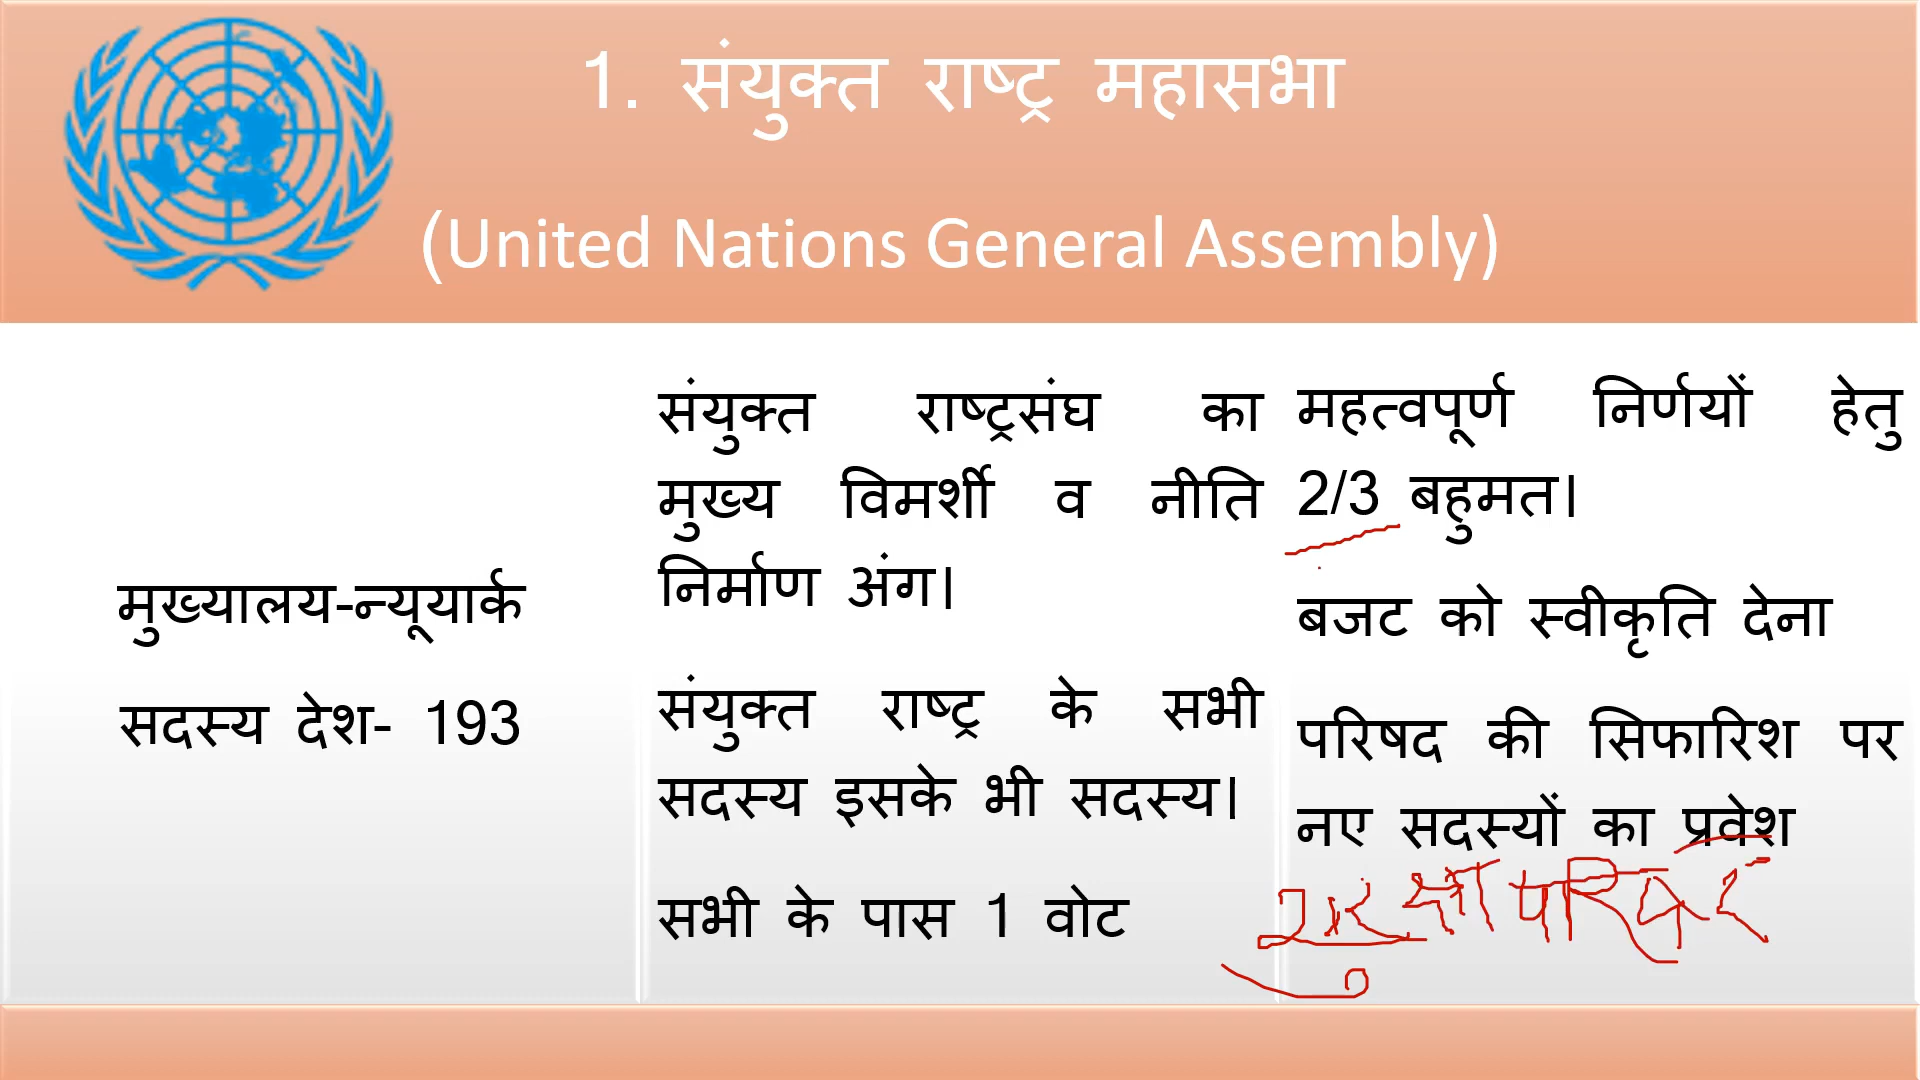 1. संयुक्त राष्ट्र महासभा
(United Nations General Assembly)
मुख्यालय-न्यूयार्क
सदस्य देश- 193
संयुक्त राष्ट्रसंघ का
मुख्य विमर्शी व नीति
निर्माण अंग।
संयुक्त राष्ट्र के सभी
सदस्य इसके भी सदस्य।
सभी के पास 1 वोट
महत्वपूर्ण निर्णयों हेतु
2/3 बहुमत।
बजट को स्वीकृति देना
परिषद की सिफारिश पर
नए सदस्यों का प्रवेश